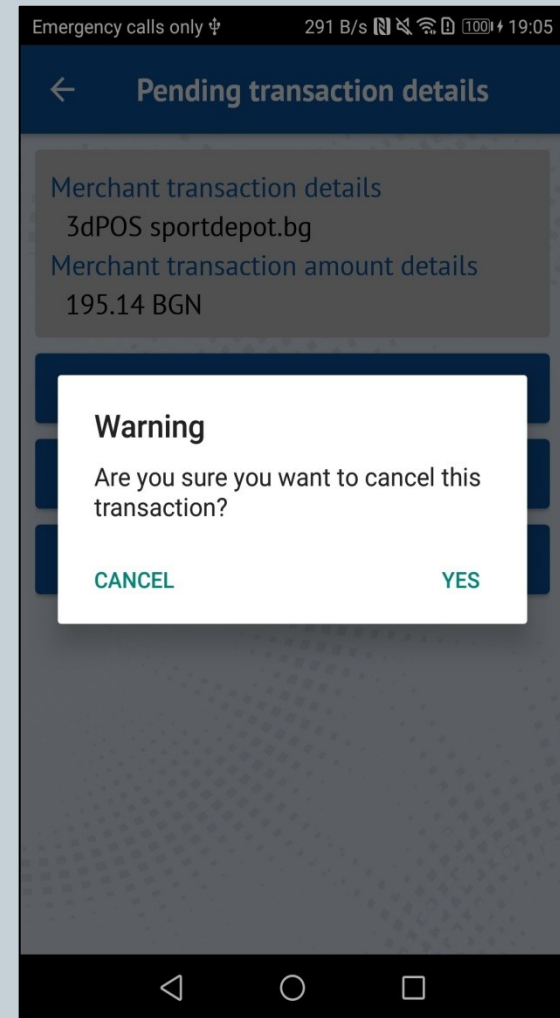 Emergency calls only 291 B/s 100 19:05
Pending transaction details
Merchant transaction details
3dPOS sportdepot.bg
Merchant transaction amount details
195.14 BGN
Warning
Are you sure you want to cancel this
transaction?
CANCEL YES